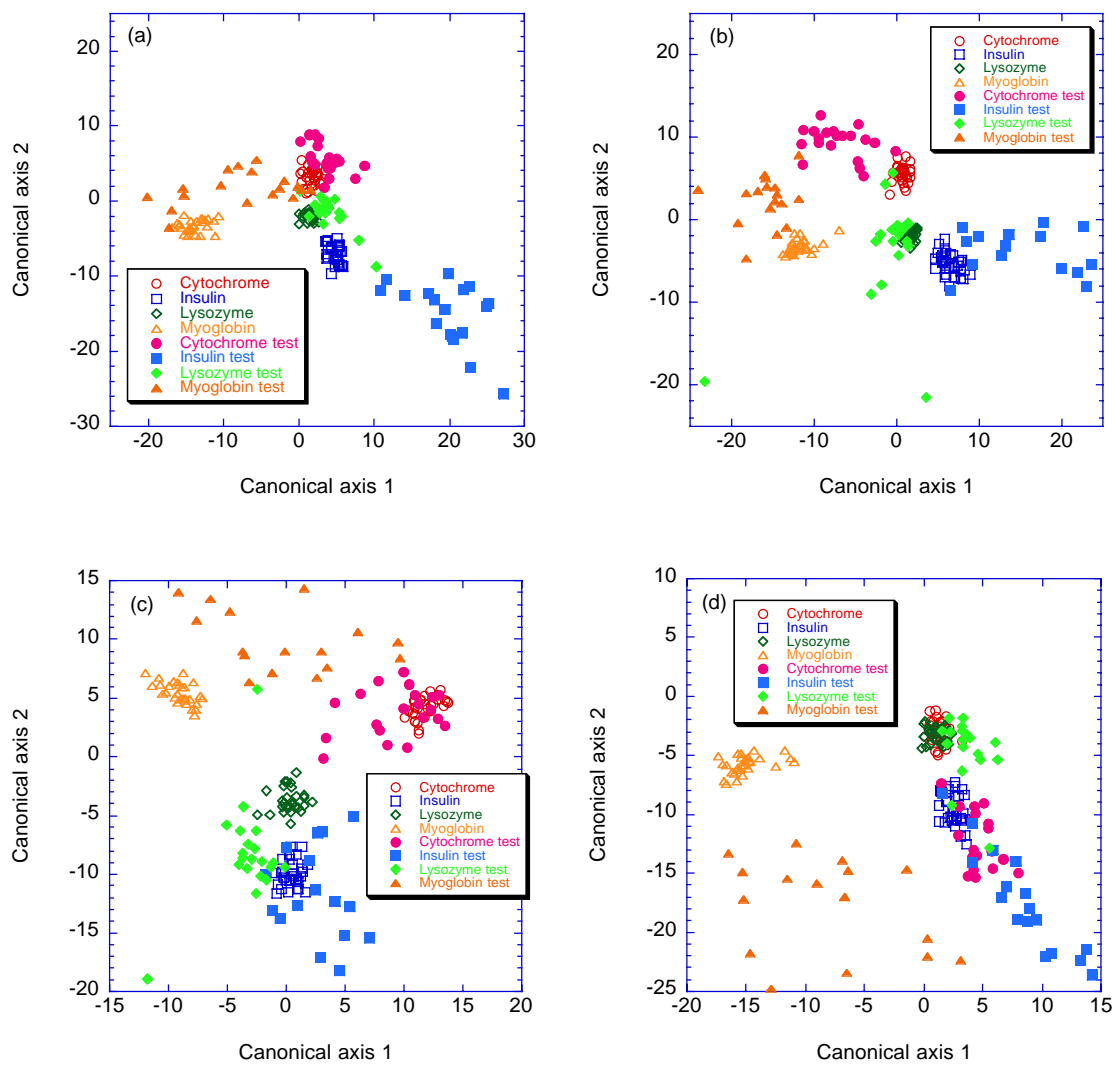 (a)
Canonical axis 2
20
10
0
-10
-20
-30
Cytochrome
Insulin
Lysozyme
Myoglobin
Cytochrome test
Insulin test
Lysozyme test
Myoglobin test
-20 -10 0 10 20 30
Canonical axis 1
(b)
Canonical axis 2
20
10
0
-10
-20
Cytochrome
Insulin
Lysozyme
Myoglobin
Cytochrome test
Insulin test
Lysozyme test
Myoglobin test
-20 -10 0 10 20
Canonical axis 1
(c)
Canonical axis 2
15
10
5
0
-5
-10
-15
-20
Cytochrome
Insulin
Lysozyme
Myoglobin
Cytochrome test
Insulin test
Lysozyme test
Myoglobin test
-15 -10 -5 0 5 10 15 20
Canonical axis 1
(d)
Canonical axis 2
10
5
0
-5
-10
-15
-20
-25
Cytochrome
Insulin
Lysozyme
Myoglobin
Cytochrome test
Insulin test
Lysozyme test
Myoglobin test
-20 -15 -10 -5 0 5 10 15
Canonical axis 1